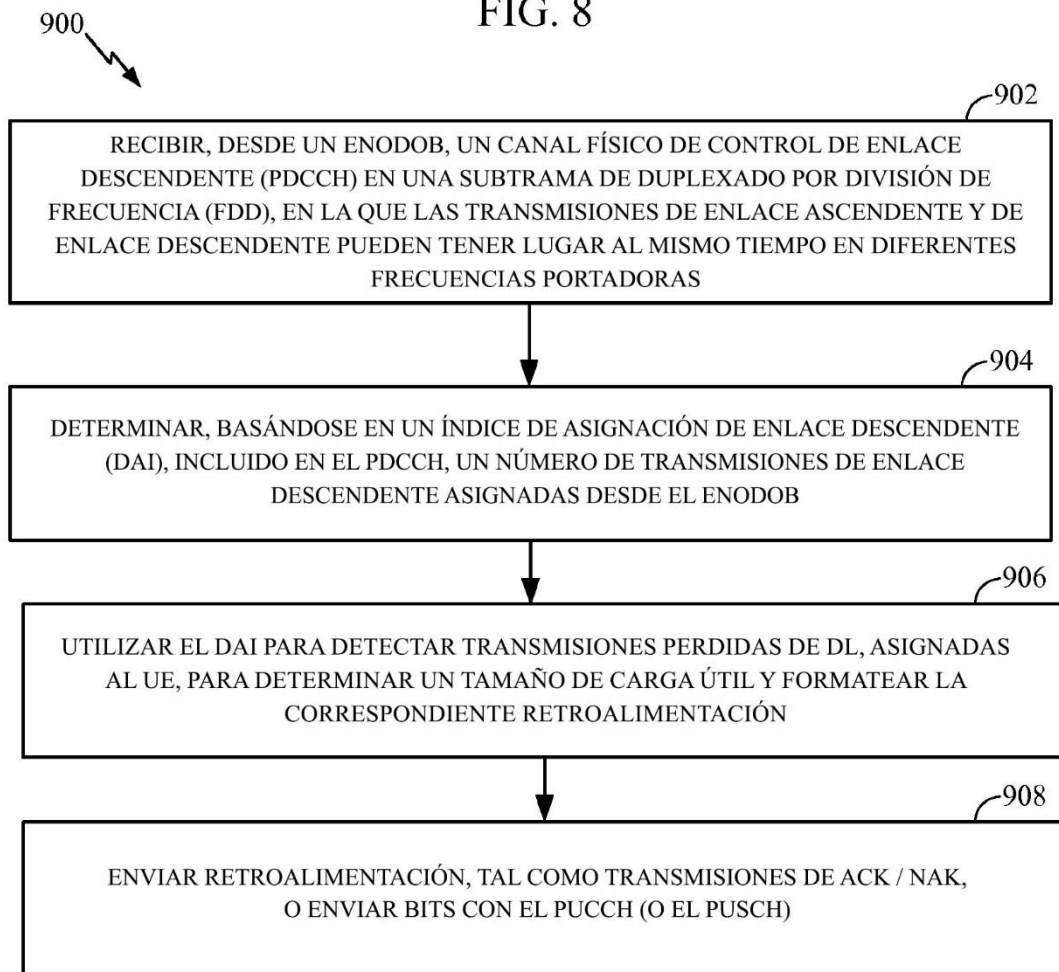 FIG. 8
900
902
RECIBIR, DESDE UN ENODOB, UN CANAL FÍSICO DE CONTROL DE ENLACE
DESCENDENTE (PDCCH) EN UNA SUBTRAMA DE DUPLEXADO POR DIVISIÓN DE
FRECUENCIA (FDD), EN LA QUE LAS TRANSMISIONES DE ENLACE ASCENDENTE Y DE
ENLACE DESCENDENTE PUEDEN TENER LUGAR AL MISMO TIEMPO EN DIFERENTES
FRECUENCIAS PORTADORAS
904
DETERMINAR, BASÁNDOSE EN UN ÍNDICE DE ASIGNACIÓN DE ENLACE DESCENDENTE
(DAI), INCLUIDO EN EL PDCCH, UN NÚMERO DE TRANSMISIONES DE ENLACE
DESCENDENTE ASIGNADAS DESDE EL ENODOB
906
UTILIZAR EL DAI PARA DETECTAR TRANSMISIONES PERDIDAS DE DL, ASIGNADAS
AL UE, PARA DETERMINAR UN TAMAÑO DE CARGA ÚTIL Y FORMATEAR LA
CORRESPONDIENTE RETROALIMENTACIÓN
908
ENVIAR RETROALIMENTACIÓN, TAL COMO TRANSMISIONES DE ACK / NAK,
O ENVIAR BITS CON EL PUCCH (O EL PUSCH)